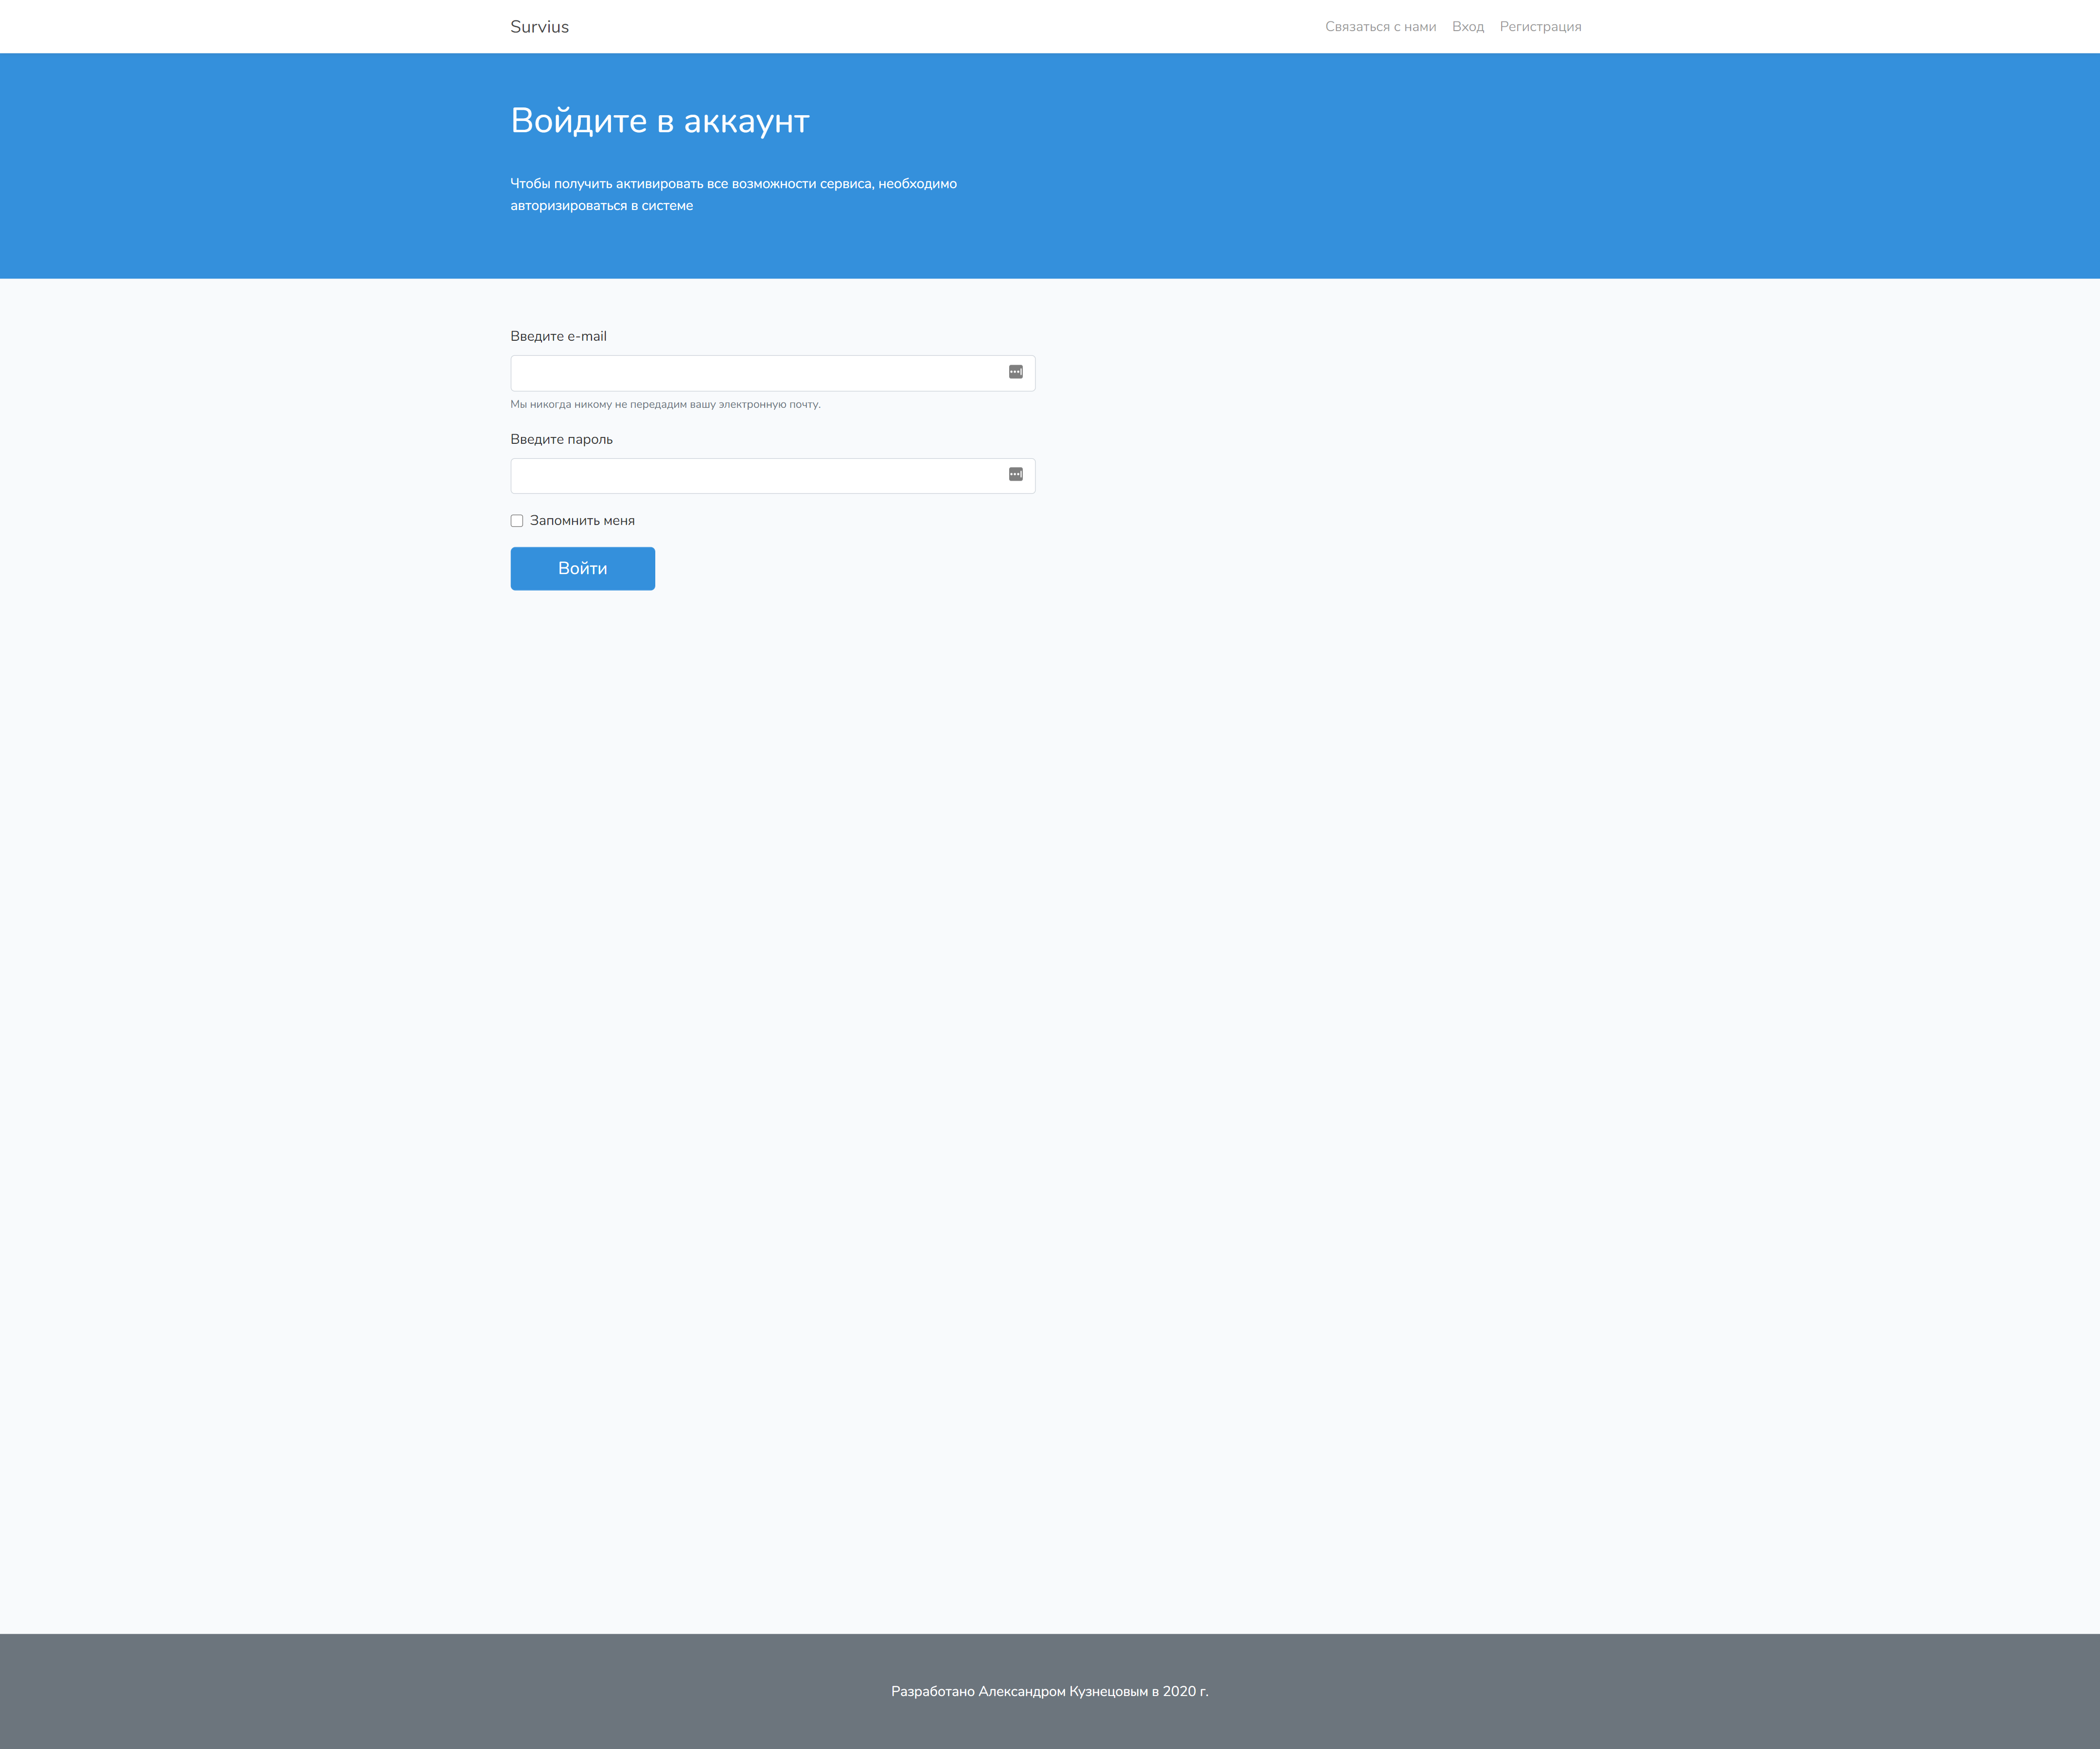 Survius
Связаться с нами
Вход
Регистрация
Войдите в аккаунт
Чтобы получить активировать все возможности сервиса, необходимо
авторизироваться в системе
Введите e-mail
Мы никогда никому не передадим вашу электронную почту.
Введите пароль
Запомнить меня
Войти
Разработано Александром Кузнецовым в 2020 г.